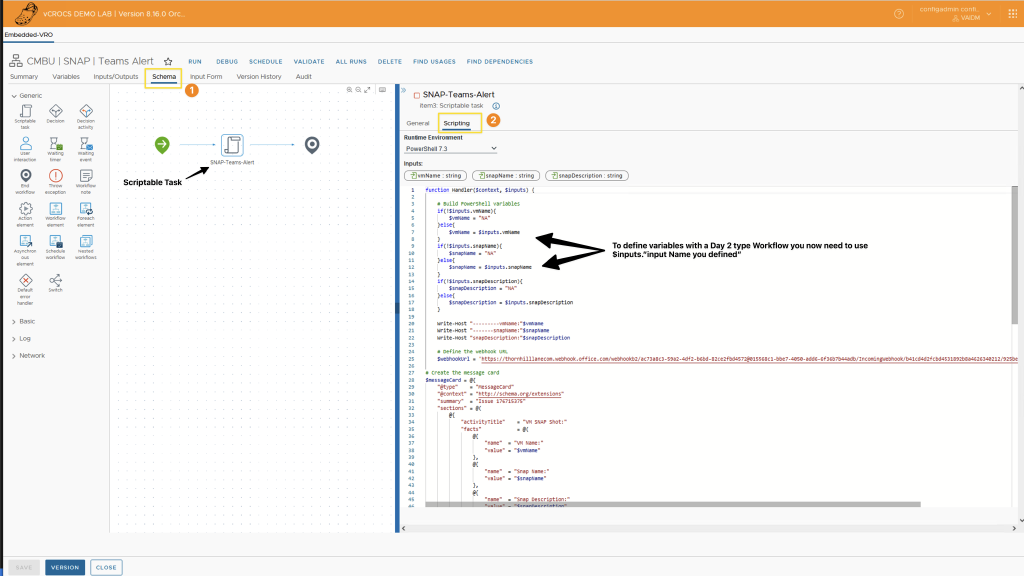 vCROCS DEMO LAB | Version 8.16.0 Orc...
configadmin confi...
VAIDM
Embedded-VRO
CMBU | SNAP | Teams Alert
RUN DEBUG SCHEDULE VALIDATE ALL RUNS DELETE FIND USAGES FIND DEPENDENCIES
Summary Variables Inputs/Outputs Schema Input Form Version History Audit
1
Generic
Scriptable task
Decision
Decision activity
User interaction
Waiting timer
Waiting event
End workflow
Throw exception
Workflow note
Action element
Workflow element
Foreach element
Asynchronous element
Schedule workflow
Nested workflows
Default error handler
Switch
Basic
Log
Network
SNAP-Teams-Alert
Scriptable Task
SNAP-Teams-Alert
item3: Scriptable task
General Scripting
2
Runtime Environment
PowerShell 7.3
Inputs:
vmName : string snapName : string snapDescription : string
1 function Handler($context, $inputs) {
2
3 # Build PowerShell variables
4 if(!$inputs.vmName){
5 $vmName = "NA"
6 }else{
7 $vmName = $inputs.vmName
8 }
9 if(!$inputs.snapName){
10 $snapName = "NA"
11 }else{
12 $snapName = $inputs.snapName
13 }
14 if(!$inputs.snapDescription){
15 $snapDescription = "NA"
16 }else{
17 $snapDescription = $inputs.snapDescription
18 }
19
20 Write-Host "---------vmName:"$vmName
21 Write-Host "-------snapName:"$snapName
22 Write-Host "snapDescription:"$snapDescription
23
24 # Define the webhook URL
25 $webhookUrl =
26
27 # Create the message card
28 $messageCard = @{
29 "@type" = "MessageCard"
30 "@context" = "http://schema.org/extensions"
31 "summary" = "Issue 176715375"
32 "sections" = @(
33 @{
34 "activityTitle" = "VM SNAP Shot:"
35 "facts" = @(
36 @{
37 "name" = "VM Name:"
38 "value" = "$vmName"
39 },
40 @{
41 "name" = "Snap Name:"
42 "value" = "$snapName"
43 },
44 @{
45 "name" = "Snap Description:"
46 "value" = "$snapDescription"
To define variables with a Day 2 type Workflow you now need to use
$inputs."input Name you defined"
SAVE VERSION CLOSE